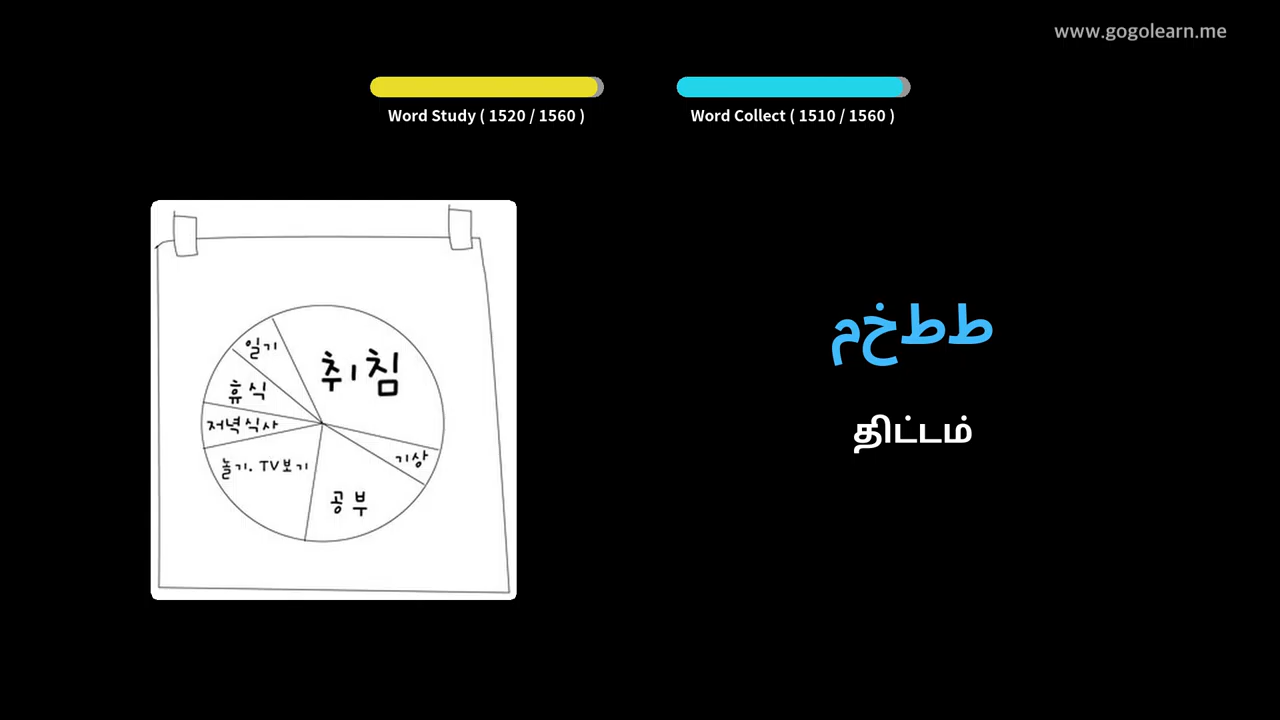 www.gogolearn.me
Word Study ( 1520 / 1560 )
Word Collect ( 1510 / 1560 )
일기
취침
휴식
저녁식사
놀기. TV보기
기상
공부
ططخم
திட்டம்